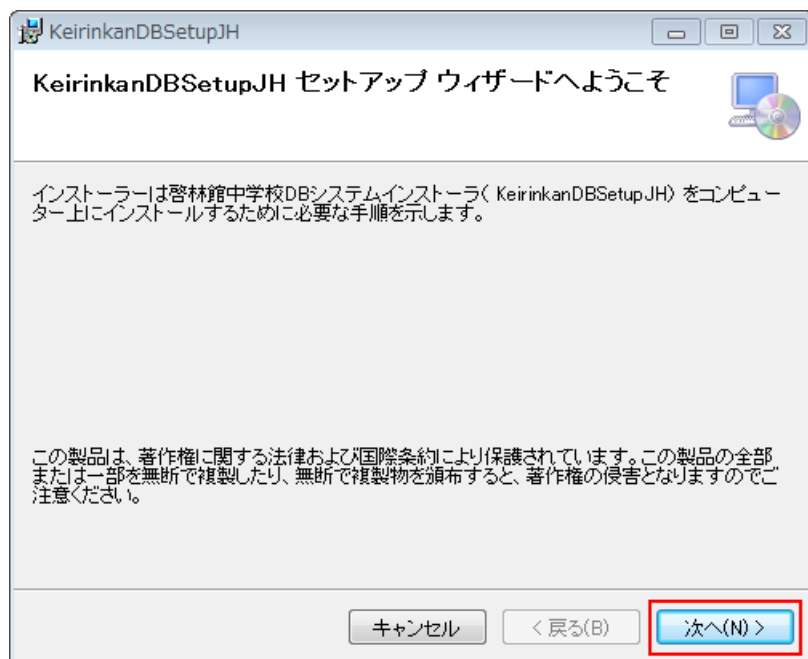 KeirinkanDBSetupJH
KeirinkanDBSetupJH セットアップ ウィザードへようこそ
インストーラーは啓林館中学校DBシステムインストーラ( KeirinkanDBSetupJH) をコンピュー
ター上にインストールするために必要な手順を示します。
この製品は、著作権に関する法律および国際条約により保護されています。この製品の全部
または一部を無断で複製したり、無断で複製物を頒布すると、著作権の侵害となりますのでご
注意ください。
キャンセル
< 戻る(B)
次へ(N) >